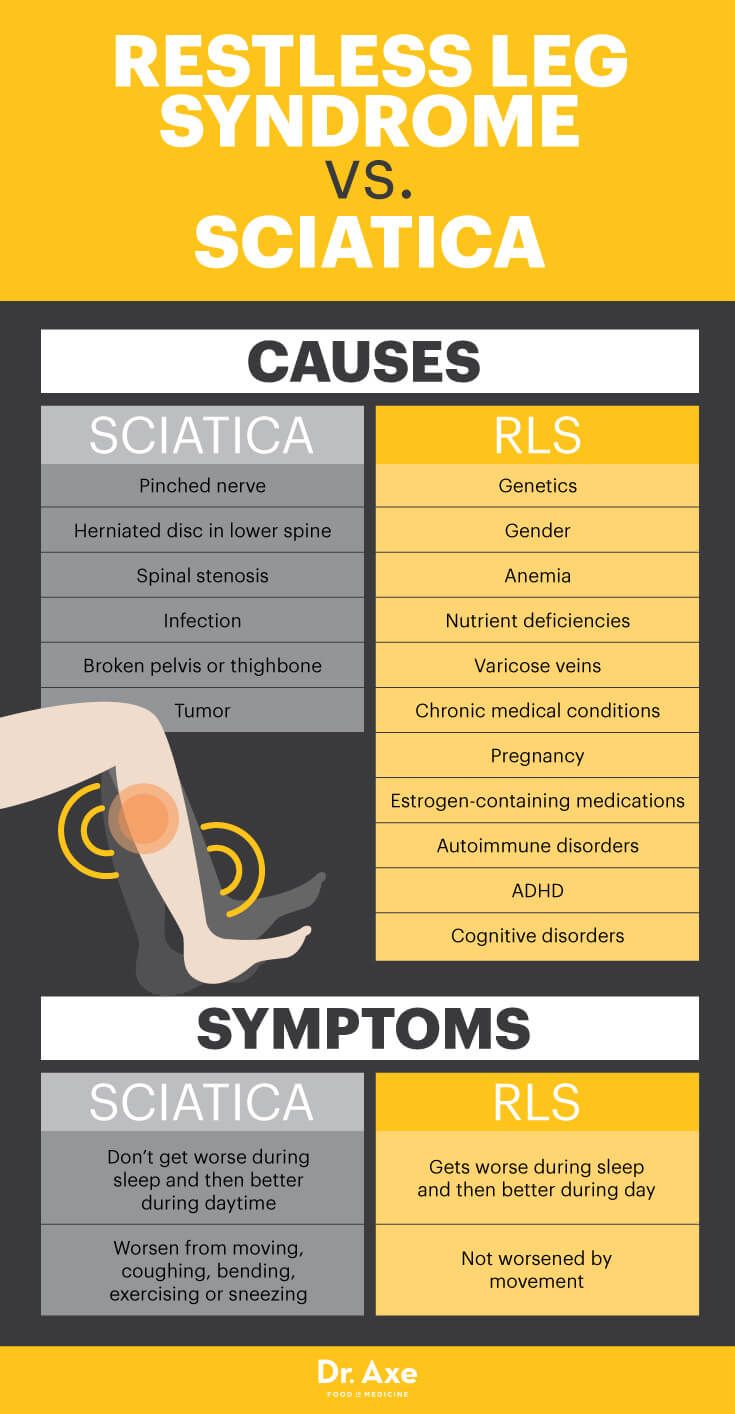 RESTLESS LEG
SYNDROME
VS.
SCIATICA
CAUSES
SCIATICA
Pinched nerve
Herniated disc in lower spine
Spinal stenosis
Infection
Broken pelvis or thighbone
Tumor
RLS
Genetics
Gender
Anemia
Nutrient deficiencies
Varicose veins
Chronic medical conditions
Pregnancy
Estrogen-containing medications
Autoimmune disorders
ADHD
Cognitive disorders
SYMPTOMS
SCIATICA
Don’t get worse during
sleep and then better
during daytime
Worsen from moving,
coughing, bending,
exercising or sneezing
RLS
Gets worse during sleep
and then better during day
Not worsened by
movement
Dr. Axe
FOOD IS MEDICINE